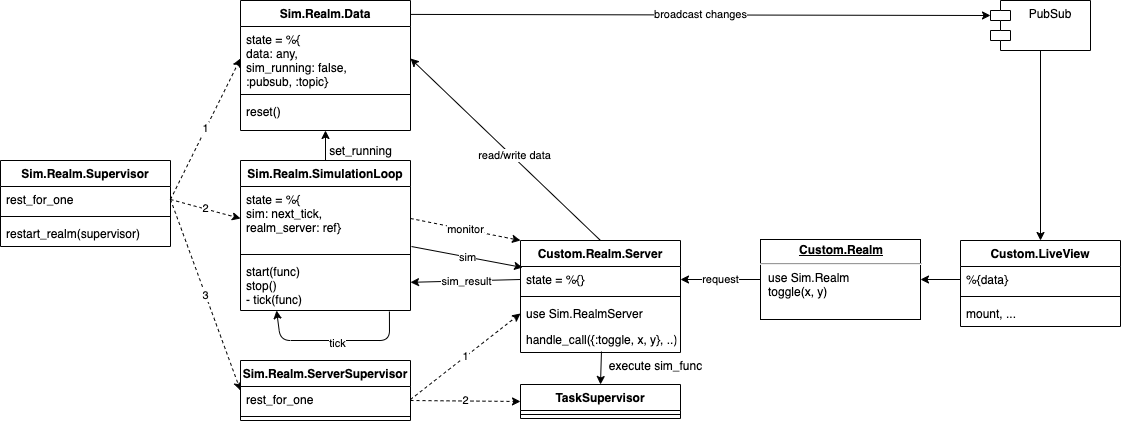 Sim.Realm.Data
state = %{
data: any,
sim_running: false,
:pubsub, :topic}
reset()
broadcast changes
PubSub
1
set_running
read/write data
Sim.Realm.Supervisor
rest_for_one
restart_realm(supervisor)
2
Sim.Realm.SimulationLoop
state = %{
sim: next_tick,
realm_server: ref}
start(func)
stop()
- tick(func)
monitor
sim
sim_result
Custom.Realm.Server
state = %{}
use Sim.RealmServer
handle_call({:toggle, x, y}, ..)
request
Custom.Realm
use Sim.Realm
toggle(x, y)
Custom.LiveView
%{data}
mount, ...
3
tick
1
execute sim_func
Sim.Realm.ServerSupervisor
rest_for_one
2
TaskSupervisor